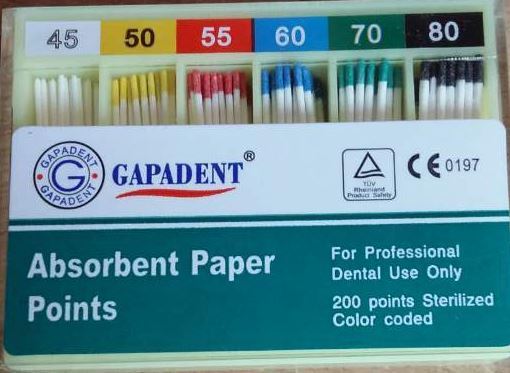 45 50 55 60 70 80
GAPADENT
G
GAPADENT
GAPADENT®
TÜV
Rheinland
Product Safety
CE 0197
Absorbent Paper
Points
For Professional
Dental Use Only
200 points Sterilized
Color coded